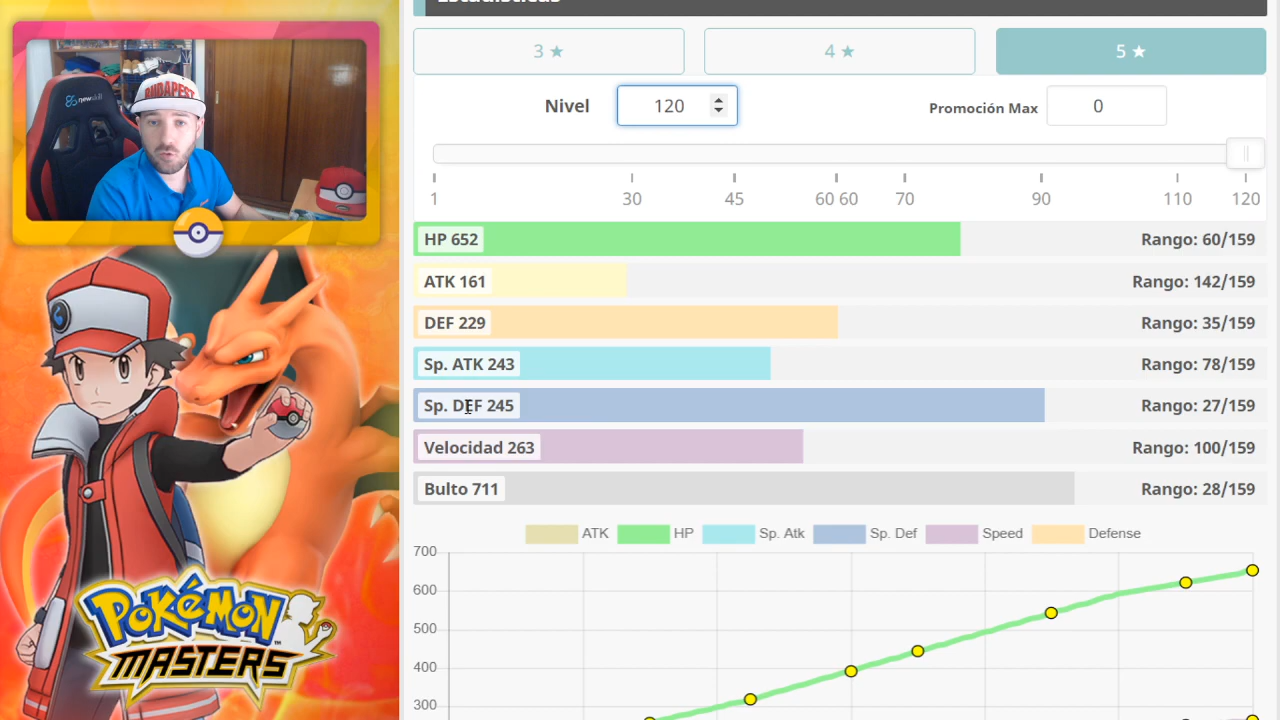 Estadísticas
3 ★
4 ★
5 ★
Nivel
120
Promoción Max
0
1
30
45
60 60
70
90
110
120
HP 652
Rango: 60/159
ATK 161
Rango: 142/159
DEF 229
Rango: 35/159
Sp. ATK 243
Rango: 78/159
Sp. DEF 245
Rango: 27/159
Velocidad 263
Rango: 100/159
Bulto 711
Rango: 28/159
ATK
HP
Sp. Atk
Sp. Def
Speed
Defense
700
600
500
400
300
newskill
BUDAPEST
POKÉMON
MASTERS